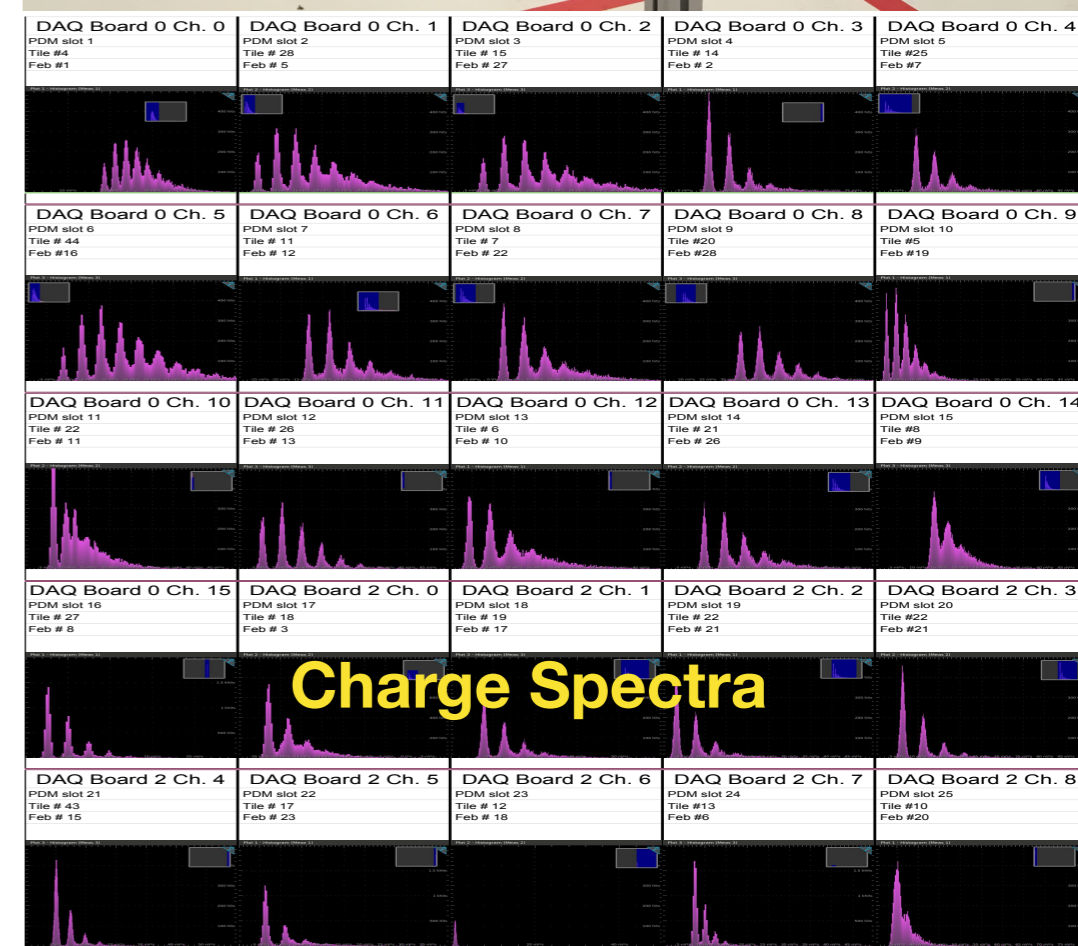 DAQ Board 0 Ch. 0
PDM slot 1
Tile #4
Feb #1
DAQ Board 0 Ch. 1
PDM slot 2
Tile # 28
Feb # 5
DAQ Board 0 Ch. 2
PDM slot 3
Tile # 15
Feb # 27
DAQ Board 0 Ch. 3
PDM slot 4
Tile # 14
Feb # 2
DAQ Board 0 Ch. 4
PDM slot 5
Tile #25
Feb #7
DAQ Board 0 Ch. 5
PDM slot 6
Tile # 44
Feb #16
DAQ Board 0 Ch. 6
PDM slot 7
Tile # 11
Feb # 12
DAQ Board 0 Ch. 7
PDM slot 8
Tile # 7
Feb # 22
DAQ Board 0 Ch. 8
PDM slot 9
Tile #20
Feb #28
DAQ Board 0 Ch. 9
PDM slot 10
Tile #5
Feb #19
DAQ Board 0 Ch. 10
PDM slot 11
Tile # 22
Feb # 11
DAQ Board 0 Ch. 11
PDM slot 12
Tile # 26
Feb # 13
DAQ Board 0 Ch. 12
PDM slot 13
Tile # 6
Feb # 10
DAQ Board 0 Ch. 13
PDM slot 14
Tile # 21
Feb # 26
DAQ Board 0 Ch. 14
PDM slot 15
Tile #8
Feb #9
DAQ Board 0 Ch. 15
PDM slot 16
Tile # 27
Feb # 8
DAQ Board 2 Ch. 0
PDM slot 17
Tile # 18
Feb # 3
DAQ Board 2 Ch. 1
PDM slot 18
Tile # 19
Feb # 17
DAQ Board 2 Ch. 2
PDM slot 19
Tile # 22
Feb # 21
DAQ Board 2 Ch. 3
PDM slot 20
Tile #22
Feb #21
Charge Spectra
DAQ Board 2 Ch. 4
PDM slot 21
Tile # 43
Feb # 15
DAQ Board 2 Ch. 5
PDM slot 22
Tile # 17
Feb # 23
DAQ Board 2 Ch. 6
PDM slot 23
Tile # 12
Feb # 18
DAQ Board 2 Ch. 7
PDM slot 24
Tile #13
Feb #6
DAQ Board 2 Ch. 8
PDM slot 25
Tile #10
Feb #20